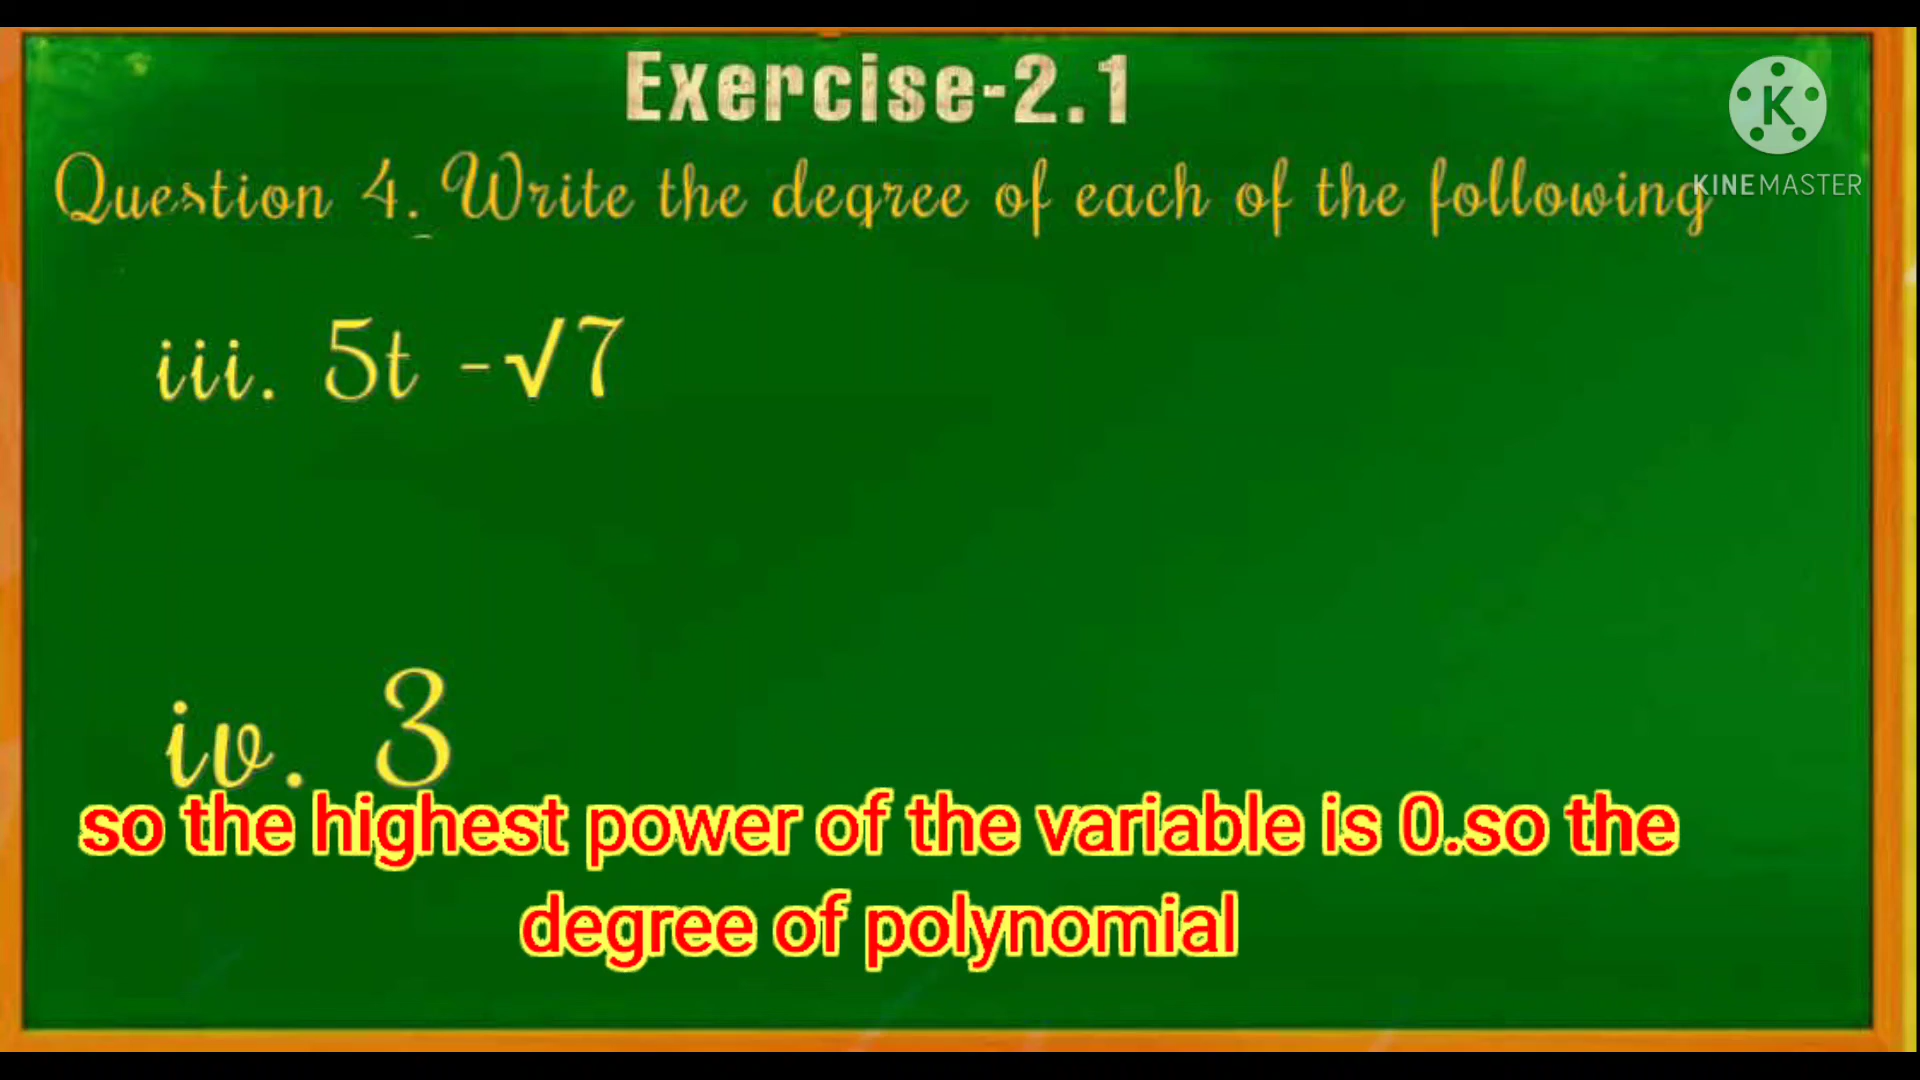 Exercise-2.1
Question 4. Write the degree of each of the following
KINEMASTER
iii. 5t -√7
iv. 3
so the highest power of the variable is 0.so the
degree of polynomial